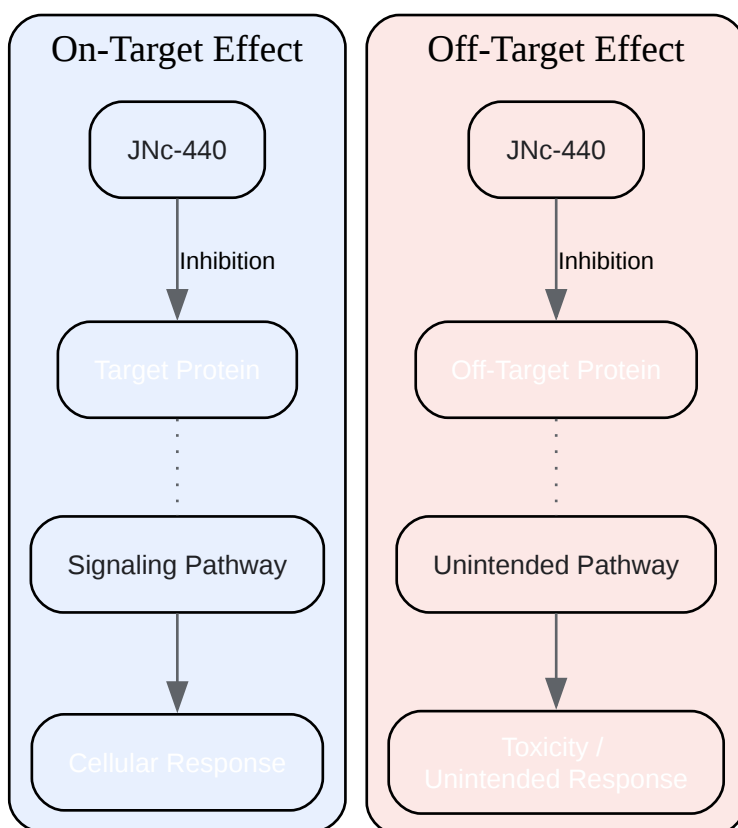 On-Target Effect
JNc-440
Inhibition
Target Protein
Signaling Pathway
Cellular Response
Off-Target Effect
JNc-440
Inhibition
Off-Target Protein
Unintended Pathway
Toxicity /
Unintended Response